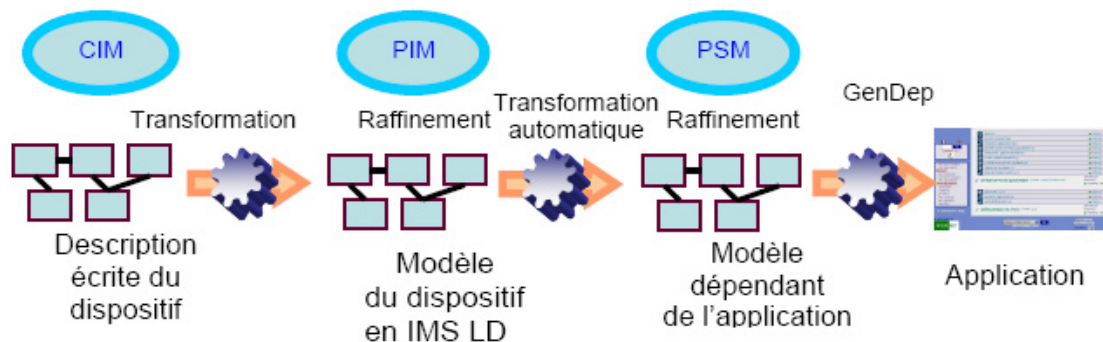 CIM
PIM
PSM
Transformation
Raffinement
Transformation
automatique
Raffinement
GenDep
Description
écrite du
dispositif
Modèle
du dispositif
en IMS LD
Modèle
dépendant
de l'application
Application